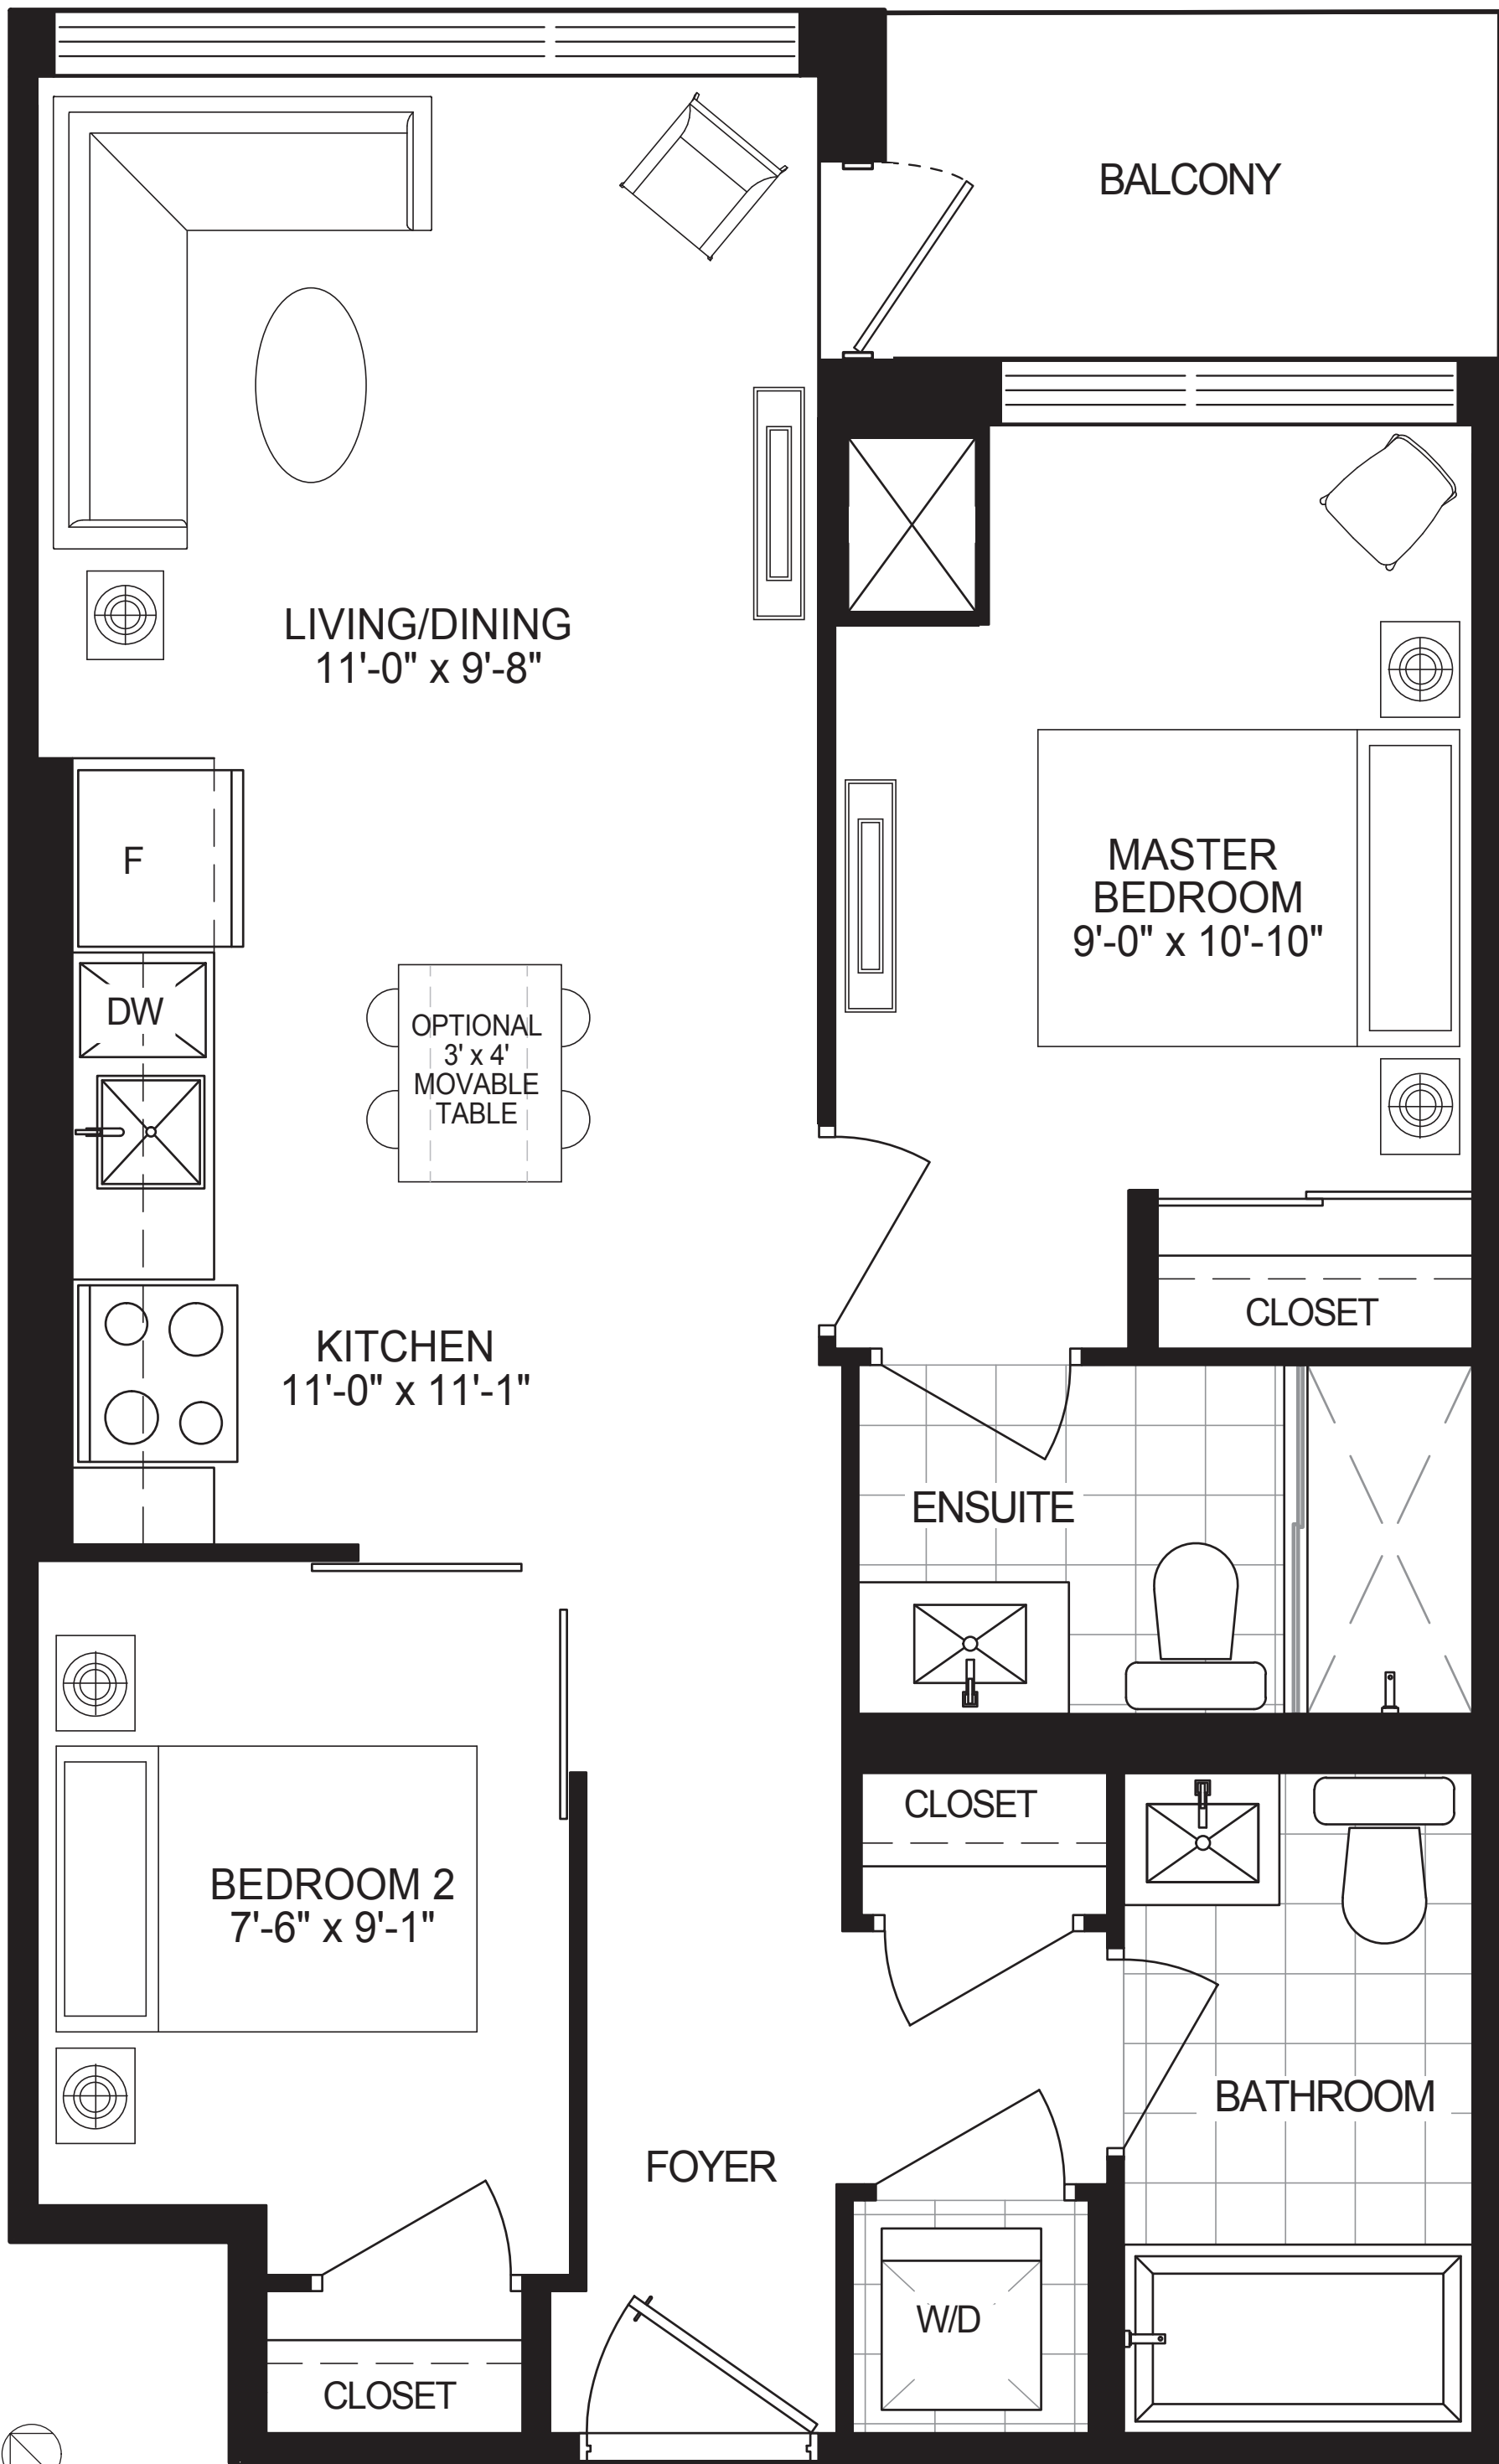 BALCONY
LIVING/DINING
11'-0" x 9'-8"
F
MASTER
BEDROOM
9'-0" x 10'-10"
DW
OPTIONAL
3' x 4'
MOVABLE
TABLE
CLOSET
KITCHEN
11'-0" x 11'-1"
ENSUITE
CLOSET
BEDROOM 2
7'-6" x 9'-1"
BATHROOM
FOYER
W/D
CLOSET